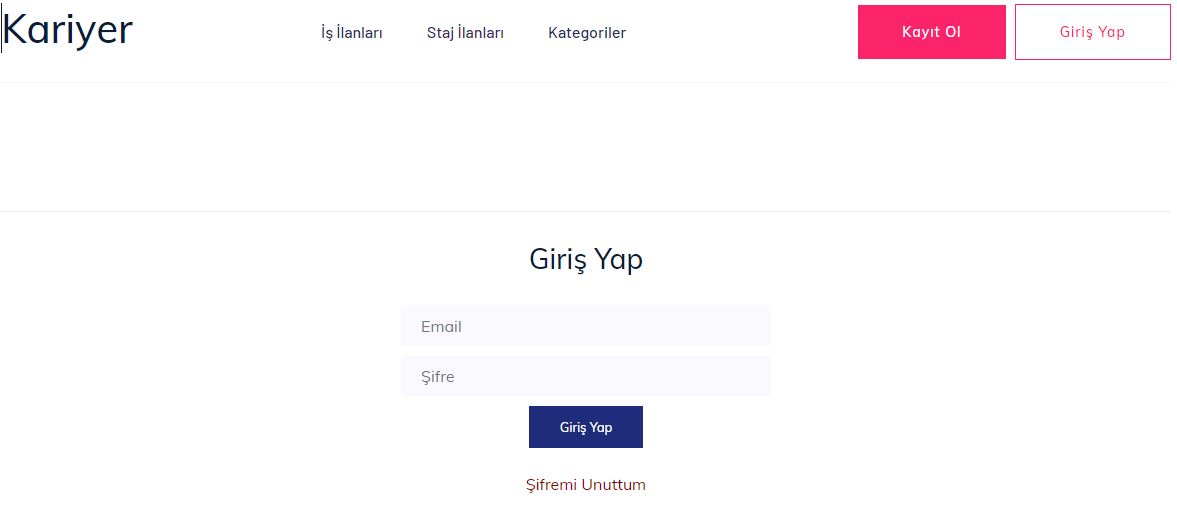 Kariyer
İş İlanları
Staj İlanları
Kategoriler
Kayıt Ol
Giriş Yap
Giriş Yap
Email
Şifre
Giriş Yap
Şifremi Unuttum